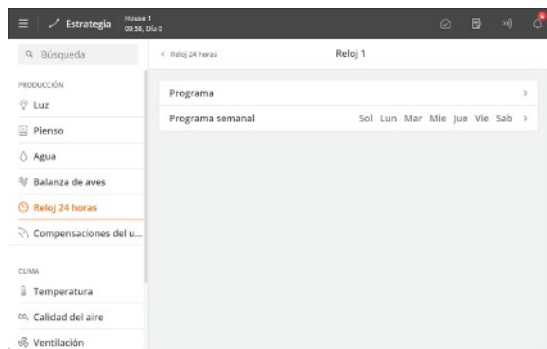 Estrategia
House 1
09:58, Día 0
Búsqueda
Reloj 24 horas
Reloj 1
PRODUCCIÓN
Luz
Pienso
Agua
Balanza de aves
Reloj 24 horas
Compensaciones del u...
CLIMA
Temperatura
CO₂ Calidad del aire
Ventilación
Programa
Programa semanal Sol Lun Mar Mie Jue Vie Sab